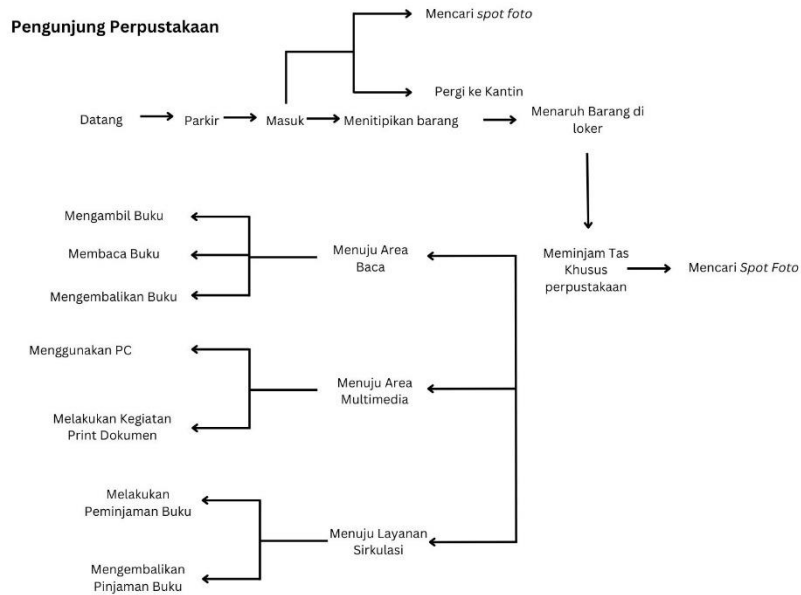 Pengunjung Perpustakaan
Mencari spot foto
Pergi ke Kantin
Datang
Parkir
Masuk
Menitipikan barang
Menaruh Barang di
loker
Meminjam Tas
Khusus
perpustakaan
Mencari Spot Foto
Menuju Area
Baca
Mengambil Buku
Membaca Buku
Mengembalikan Buku
Menuju Area
Multimedia
Menggunakan PC
Melakukan Kegiatan
Print Dokumen
Menuju Layanan
Sirkulasi
Melakukan
Peminjaman Buku
Mengembalikan
Pinjaman Buku